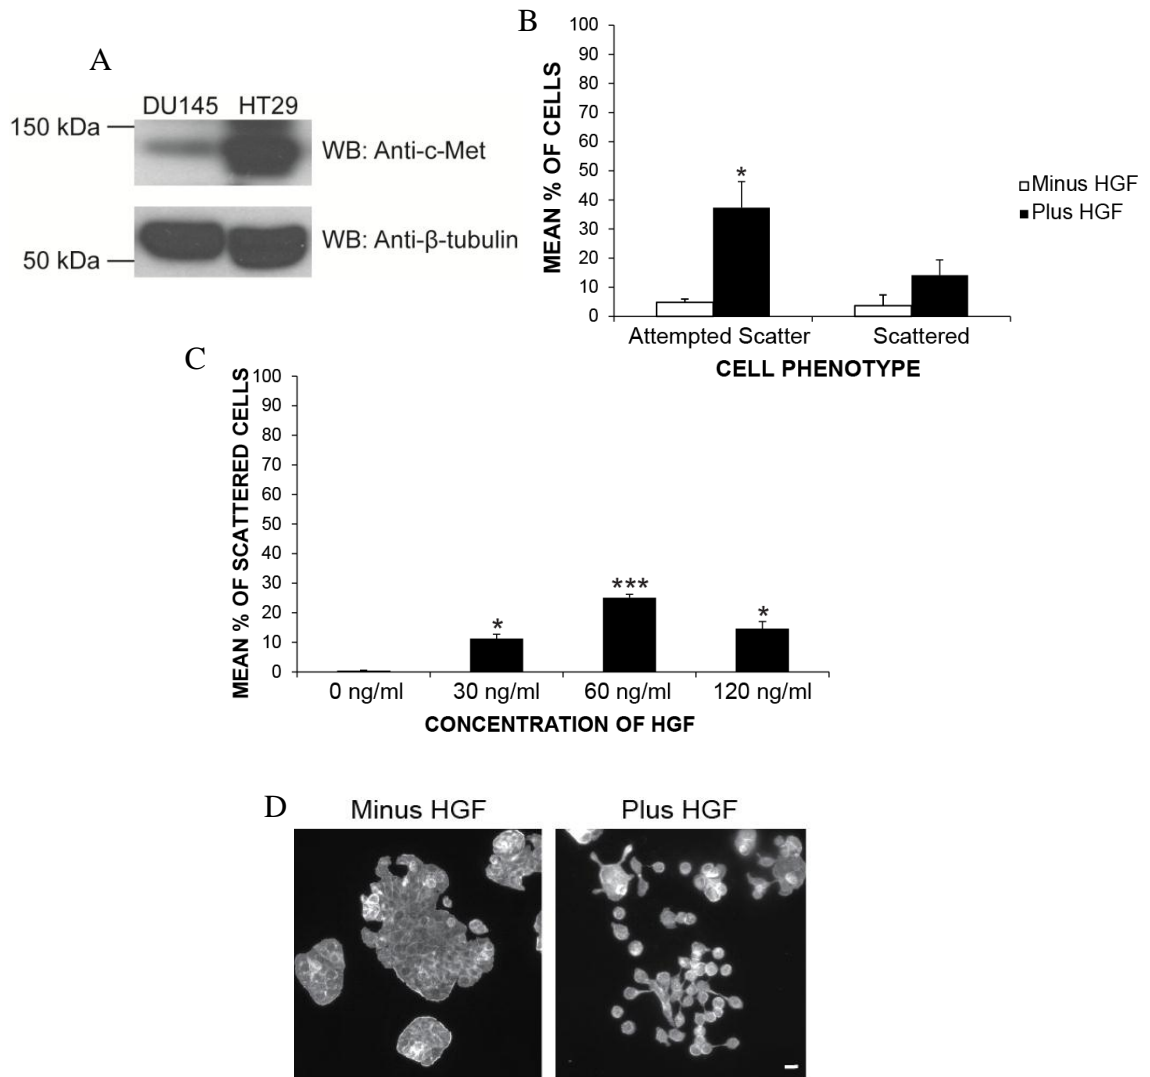 A
DU145 HT29
150 kDa
WB: Anti-c-Met
WB: Anti-β-tubulin
50 kDa
B
MEAN % OF CELLS
100
90
80
70
60
50
40
30
20
10
0
*
Minus HGF
Plus HGF
Attempted Scatter Scattered
CELL PHENOTYPE
C
MEAN % OF SCATTERED CELLS
100
90
80
70
60
50
40
30
20
10
0
* *** *
0 ng/ml 30 ng/ml 60 ng/ml 120 ng/ml
CONCENTRATION OF HGF
D
Minus HGF Plus HGF